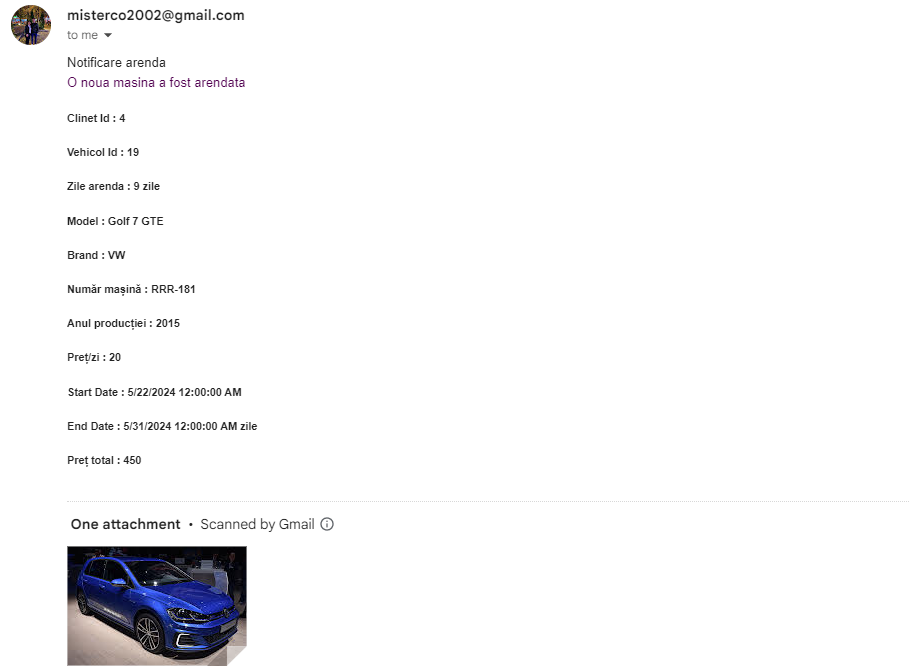 misterco2002@gmail.com
to me
Notificare arenda
O noua masina a fost arendata
Clinet Id : 4
Vehicol Id : 19
Zile arenda : 9 zile
Model : Golf 7 GTE
Brand : VW
Număr mașină : RRR-181
Anul producției : 2015
Preț/zi : 20
Start Date : 5/22/2024 12:00:00 AM
End Date : 5/31/2024 12:00:00 AM zile
Preț total : 450
One attachment • Scanned by Gmail